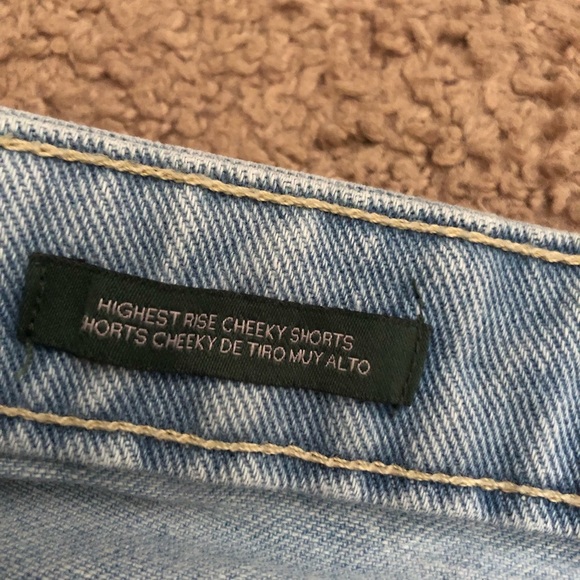 HIGHEST RISE CHEEKY SHORTS
HORTS CHEEKY DE TIRO MUY ALTO